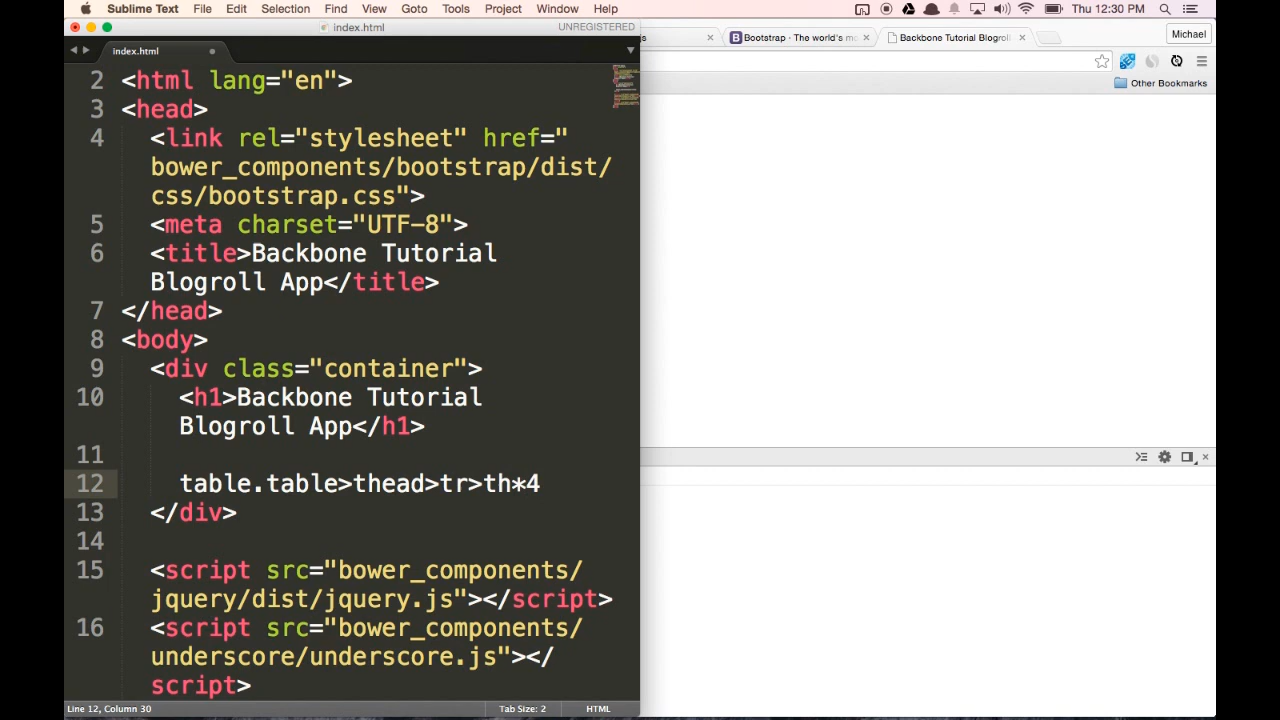 Sublime Text File Edit Selection Find View Goto Tools Project Window Help Thu 12:30 PM
index.html UNREGISTERED
index.html
s Bootstrap · The world's mo Backbone Tutorial Blogroll Michael
Other Bookmarks
2 <html lang="en">
3 <head>
4 <link rel="stylesheet" href="
bower_components/bootstrap/dist/
css/bootstrap.css">
5 <meta charset="UTF-8">
6 <title>Backbone Tutorial
Blogroll App</title>
7 </head>
8 <body>
9 <div class="container">
10 <h1>Backbone Tutorial
Blogroll App</h1>
11
12 table.table>thead>tr>th*4
13 </div>
14
15 <script src="bower_components/
jquery/dist/jquery.js"></script>
16 <script src="bower_components/
underscore/underscore.js"></
script>
Line 12, Column 30 Tab Size: 2 HTML